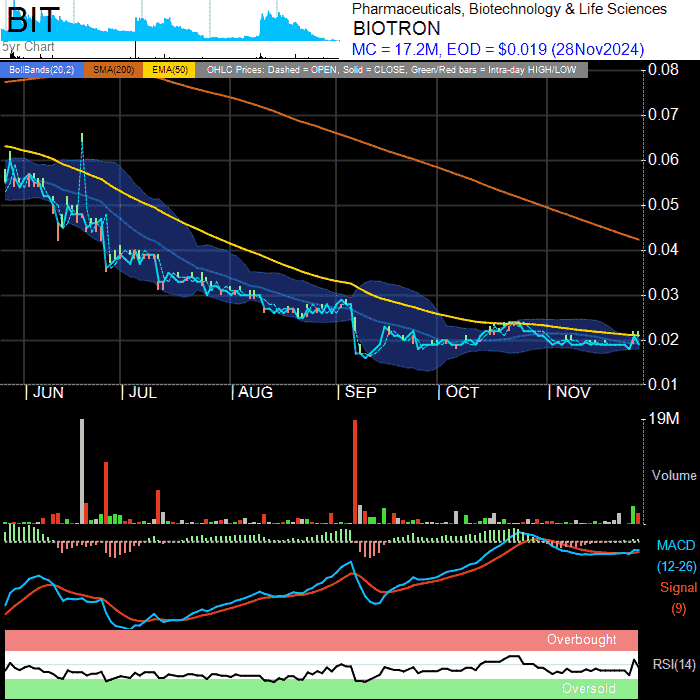 BIT
5yr Chart
Pharmaceuticals, Biotechnology & Life Sciences
BIOTRON
MC = 17.2M, EOD = $0.019 (28Nov2024)
BollBands(20,2) SMA(200) EMA(50) OHLC Prices: Dashed = OPEN, Solid = CLOSE, Green/Red bars = Intra-day HIGH/LOW
0.08
0.07
0.06
0.05
0.04
0.03
0.02
0.01
JUN JUL AUG SEP OCT NOV
19M
Volume
MACD
(12-26)
Signal
(9)
Overbought
RSI(14)
Oversold